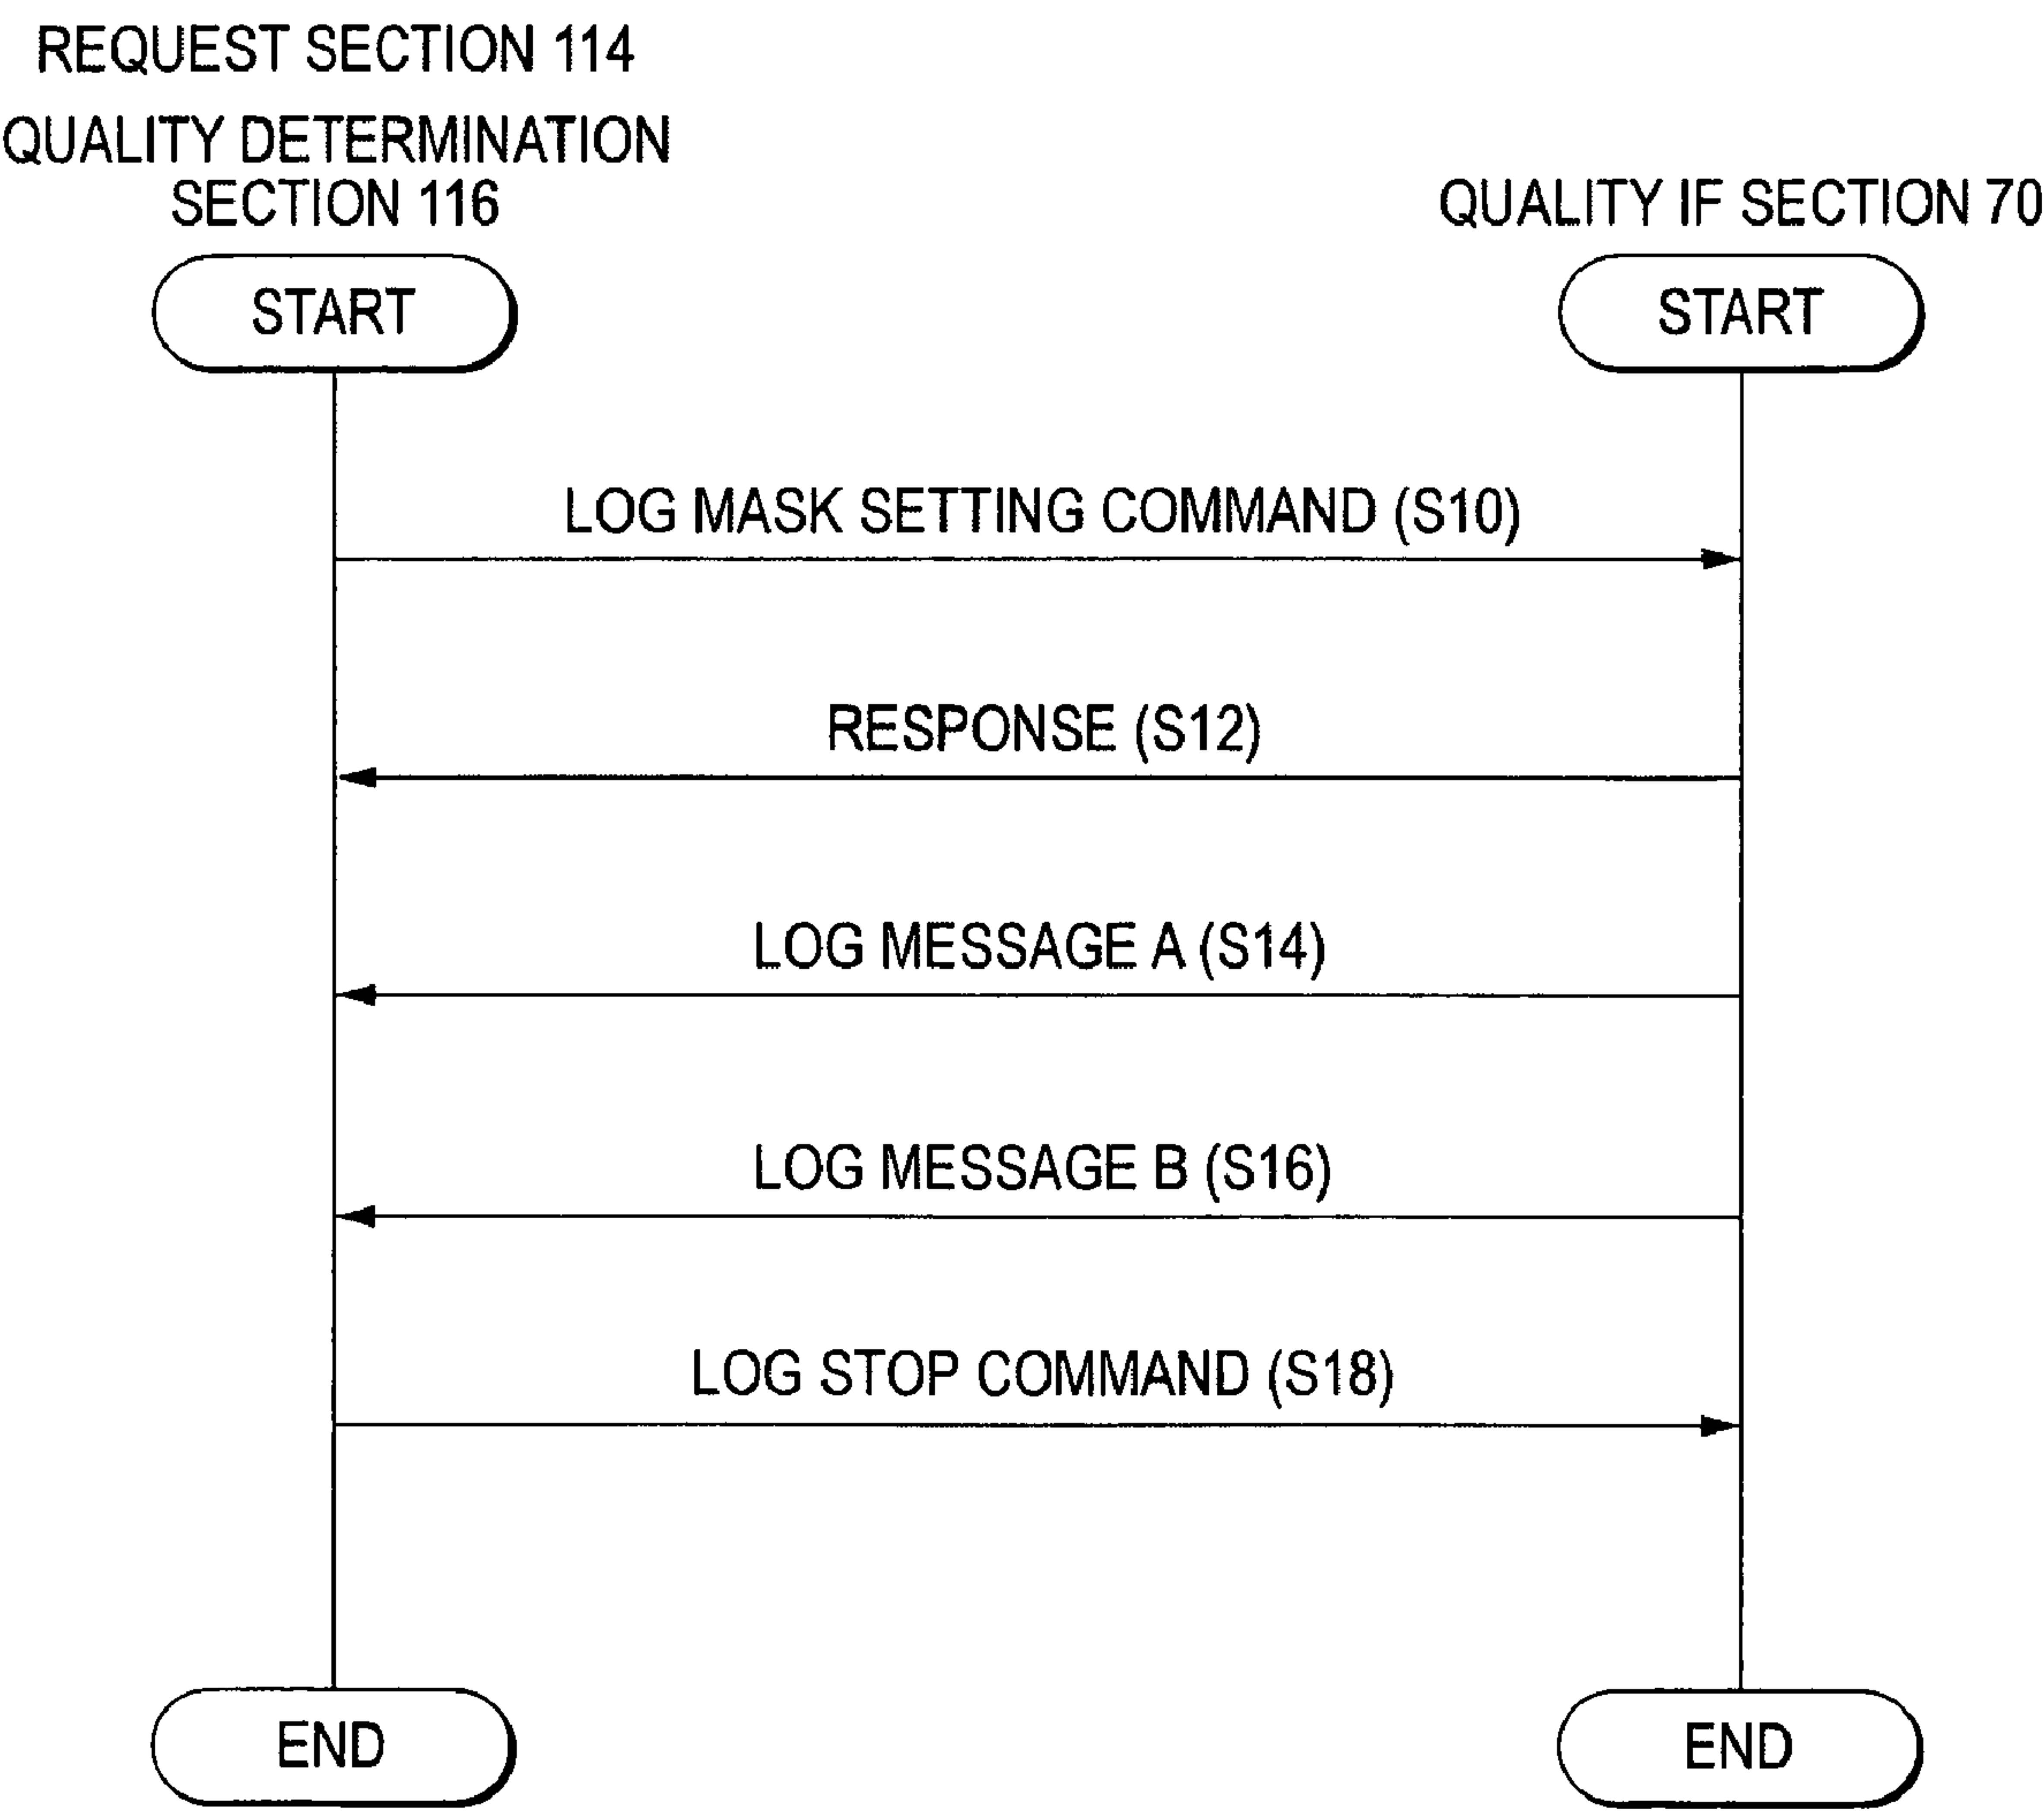 REQUEST SECTION 114
QUALITY DETERMINATION
SECTION 116
QUALITY IF SECTION 70
START
START
LOG MASK SETTING COMMAND (S10)
RESPONSE (S12)
LOG MESSAGE A (S14)
LOG MESSAGE B (S16)
LOG STOP COMMAND (S18)
END
END